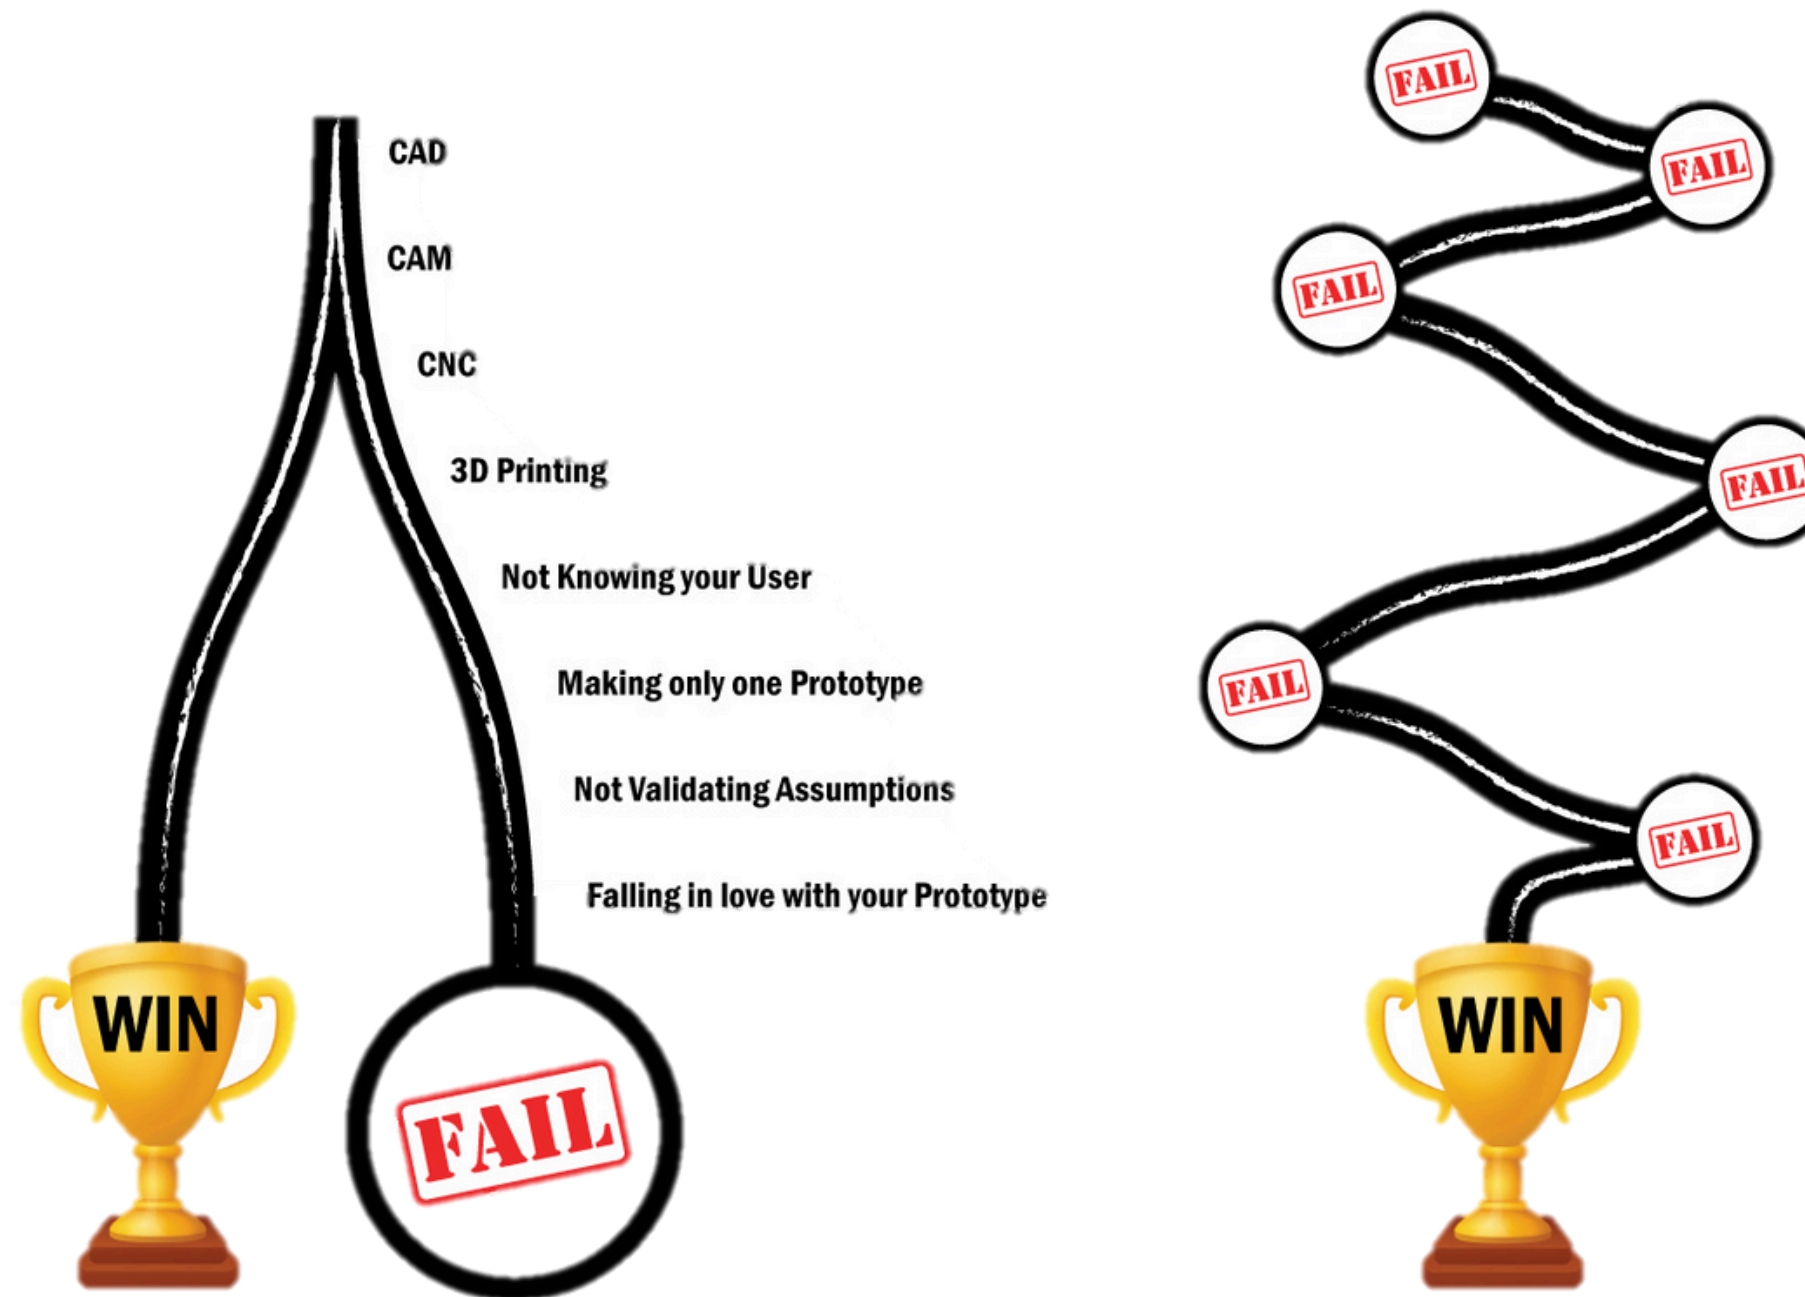 CAD
CAM
CNC
3D Printing
Not Knowing your User
Making only one Prototype
Not Validating Assumptions
Falling in love with your Prototype
WIN
FAIL
FAIL
FAIL
FAIL
FAIL
FAIL
FAIL
WIN